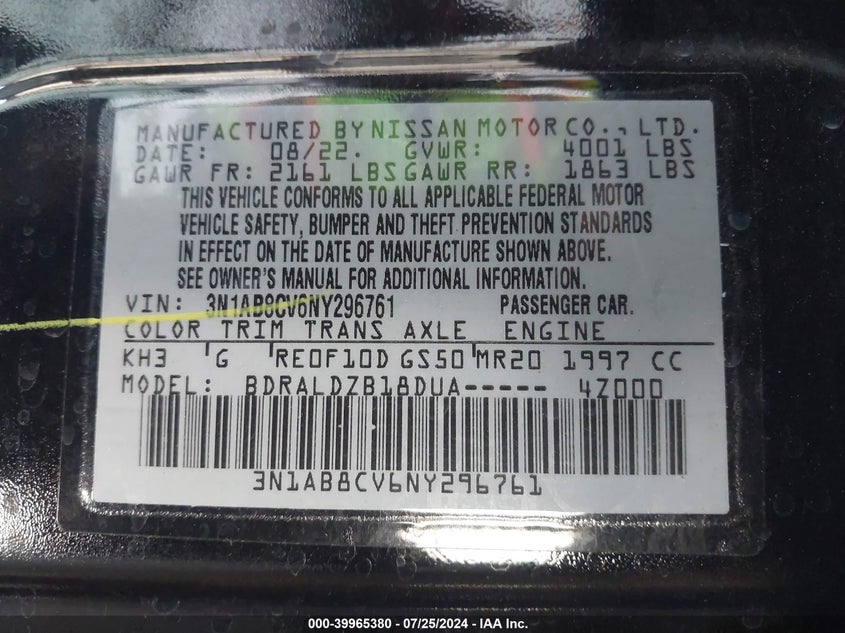 MANUFACTURED BY NISSAN MOTOR CO., LTD.
DATE: 08/22. GVWR: 4001 LBS
GAWR FR: 2161 LBS GAWR RR: 1863 LBS
THIS VEHICLE CONFORMS TO ALL APPLICABLE FEDERAL MOTOR
VEHICLE SAFETY, BUMPER AND THEFT PREVENTION STANDARDS
IN EFFECT ON THE DATE OF MANUFACTURE SHOWN ABOVE.
SEE OWNER'S MANUAL FOR ADDITIONAL INFORMATION.
VIN: 3N1AB8CV6NY296761 PASSENGER CAR.
COLOR TRIM TRANS AXLE ENGINE
KH3 G RE0F10D GS50 MR20 1997 CC
MODEL: BDRALDZB18DUA----- 4Z000
3N1AB8CV6NY296761
000-39965380 - 07/25/2024 - IAA Inc.